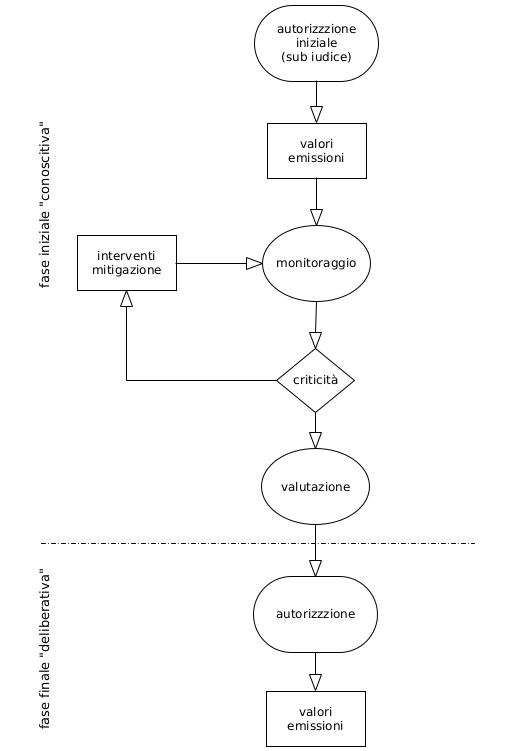 autorizzzione
iniziale
(sub iudice)
valori
emissioni
fase iniziale "conoscitiva"
interventi
mitigazione
monitoraggio
criticità
valutazione
fase finale "deliberativa"
autorizzzione
valori
emissioni